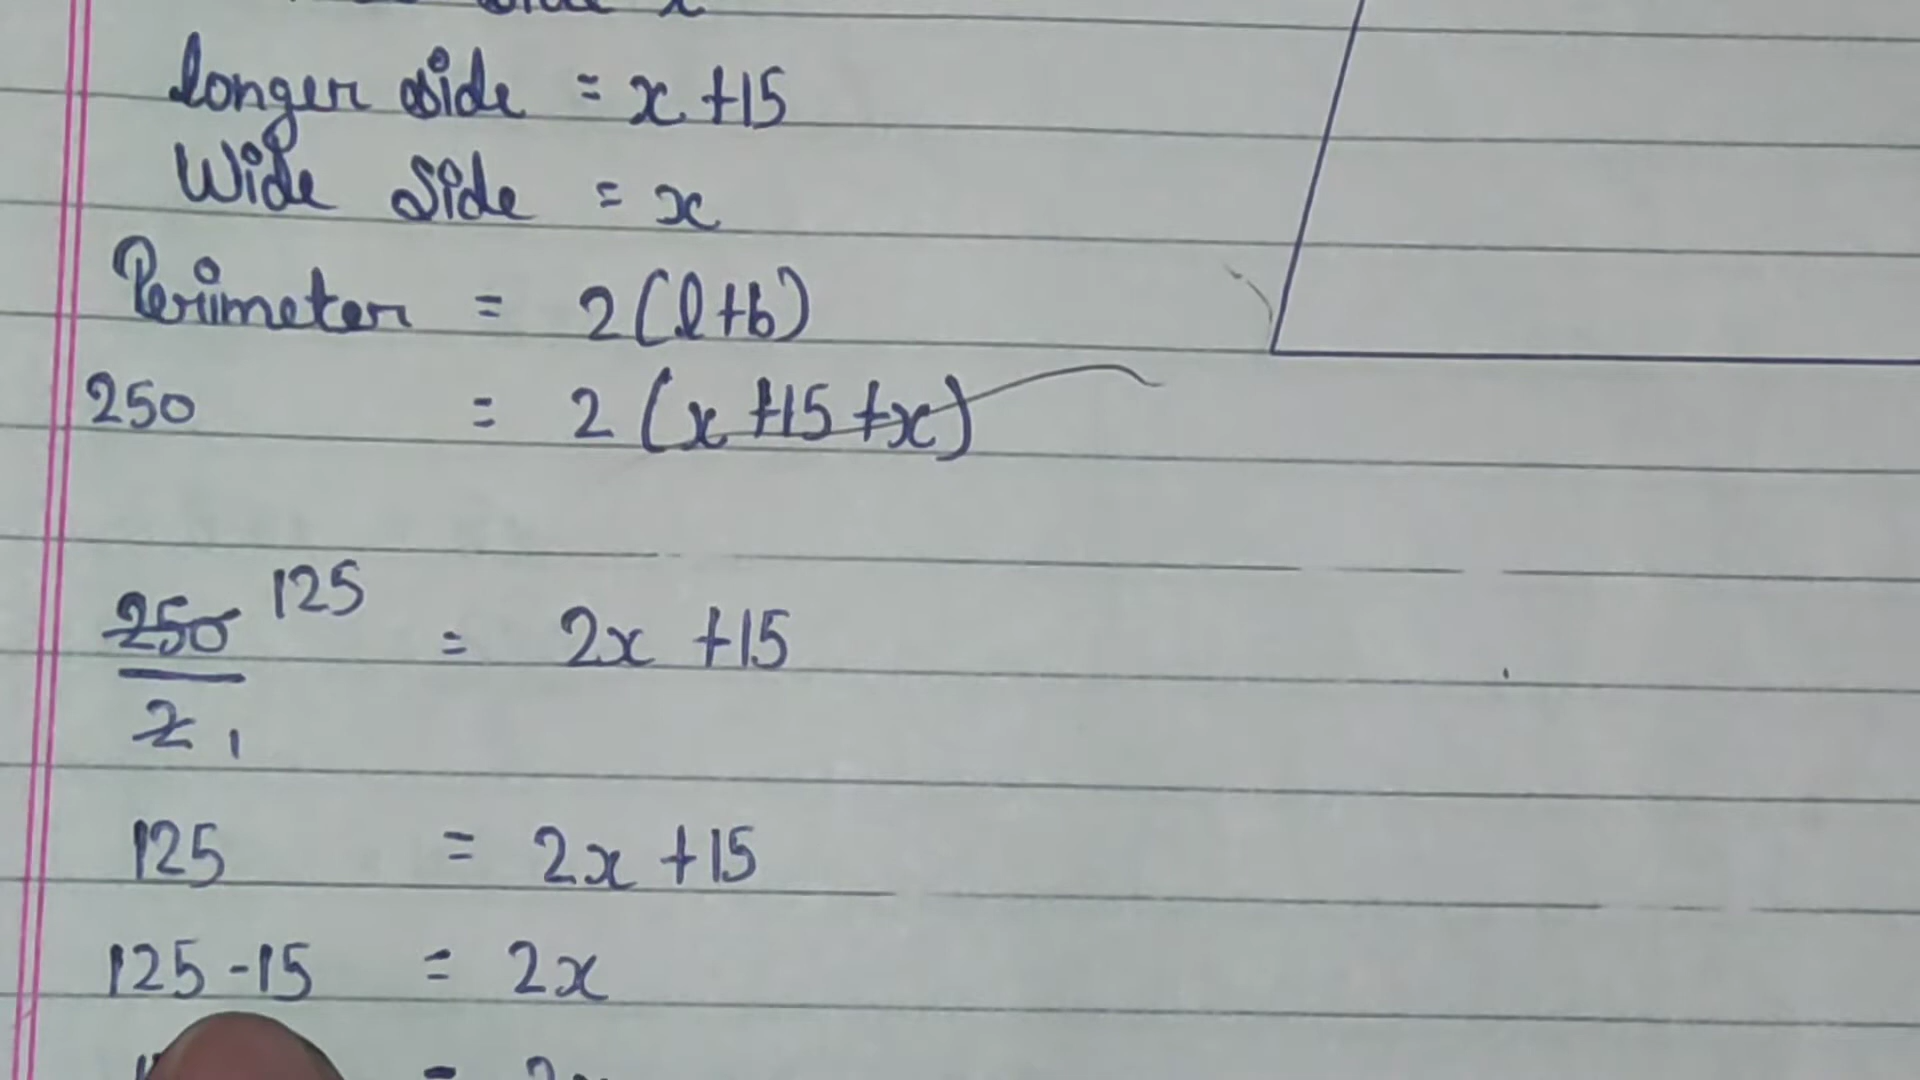 x
longer side = x +15
Wide side = x
Perimeter = 2(l+b)
250 = 2 (x +15 +x)
250 125 = 2x +15
2 1
125 = 2x +15
125 -15 = 2x
=